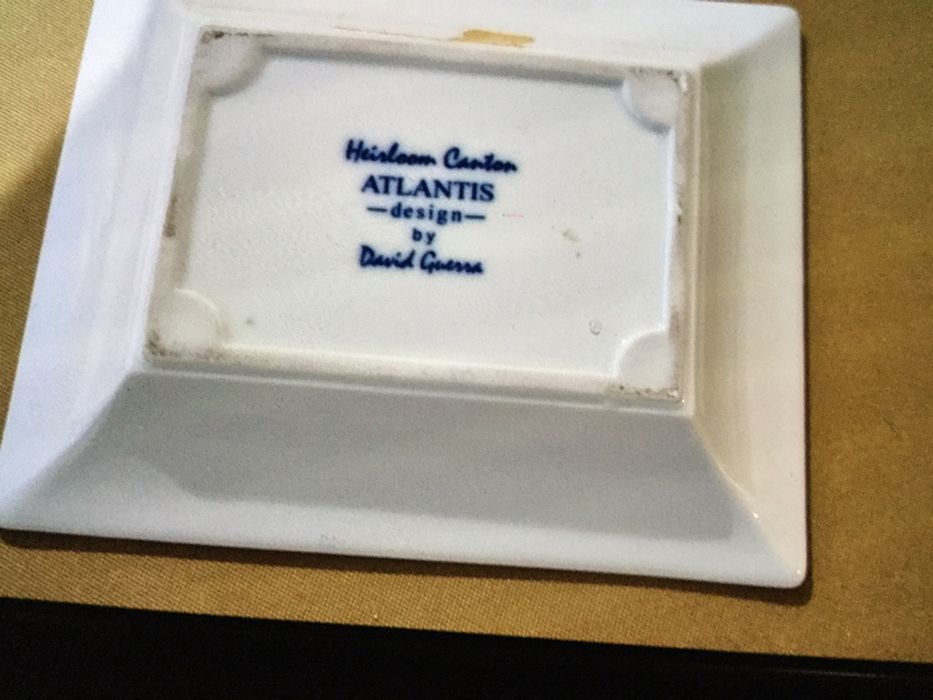 Heirloom Canton
ATLANTIS
—design—
by
David Guerra